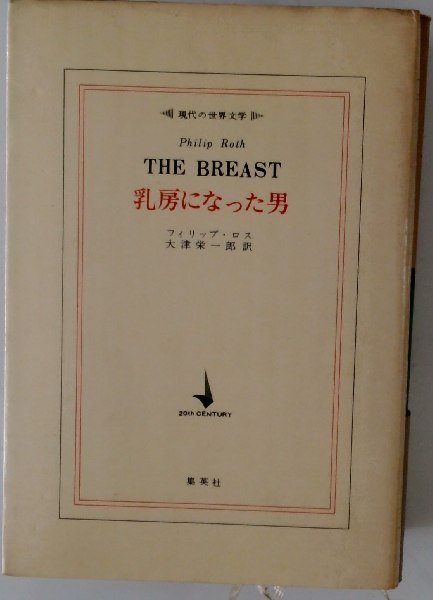 現代の世界文学
Philip Roth
THE BREAST
乳房になった男
フィリップ・ロス
大津栄一郎訳
20th CENTURY
集英社